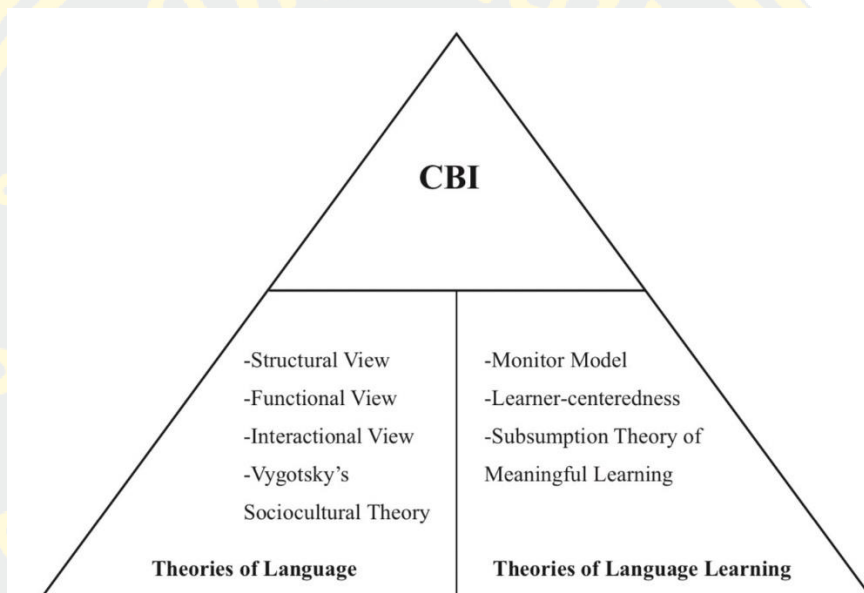 CBI
-Structural View
-Functional View
-Interactional View
-Vygotsky’s
Sociocultural Theory
Theories of Language
-Monitor Model
-Learner-centeredness
-Subsumption Theory of
Meaningful Learning
Theories of Language Learning